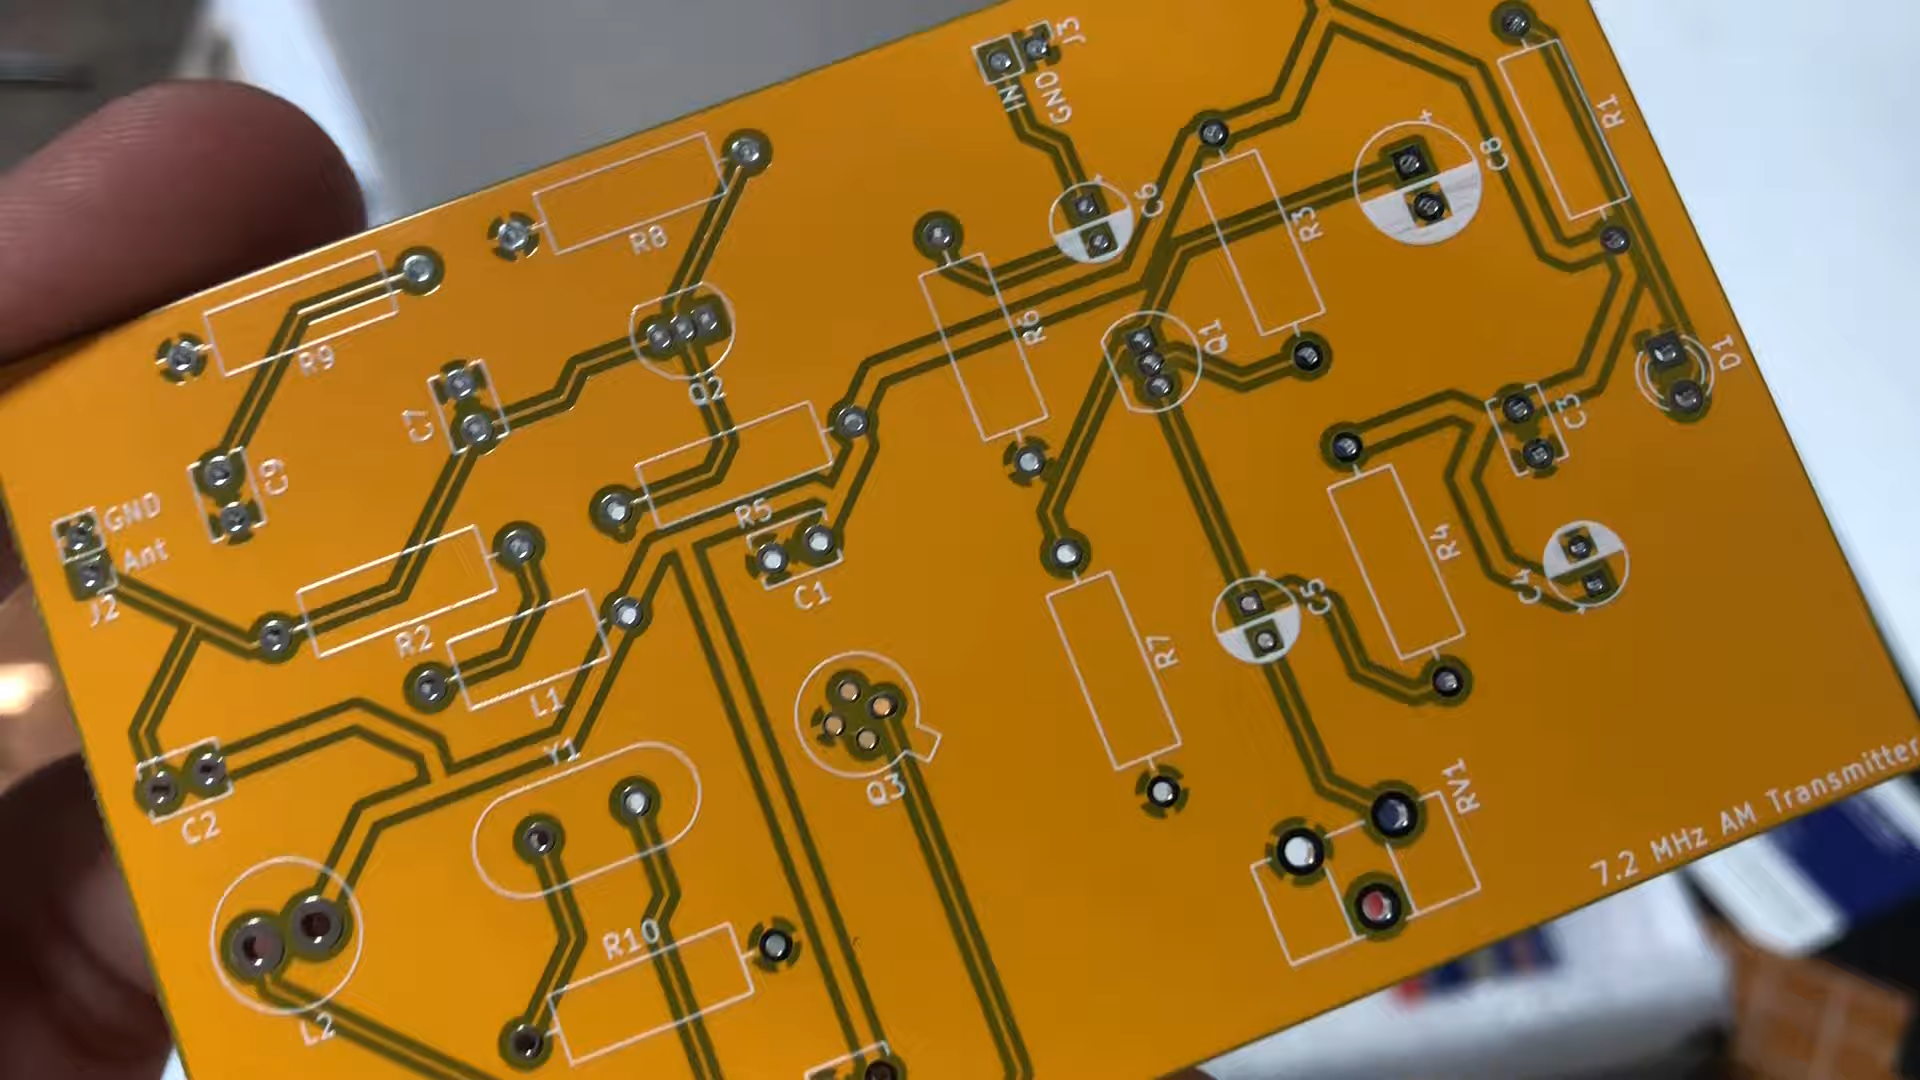 J3
IN
GND
C6
+
C8
R1
R3
R8
R9
R6
Q1
D1
Q2
C7
C9
C3
GND
Ant
J2
R5
C1
R4
C4
C5
R2
L1
R7
Y1
Q3
RV1
C2
R10
L2
7.2 MHz AM Transmitter